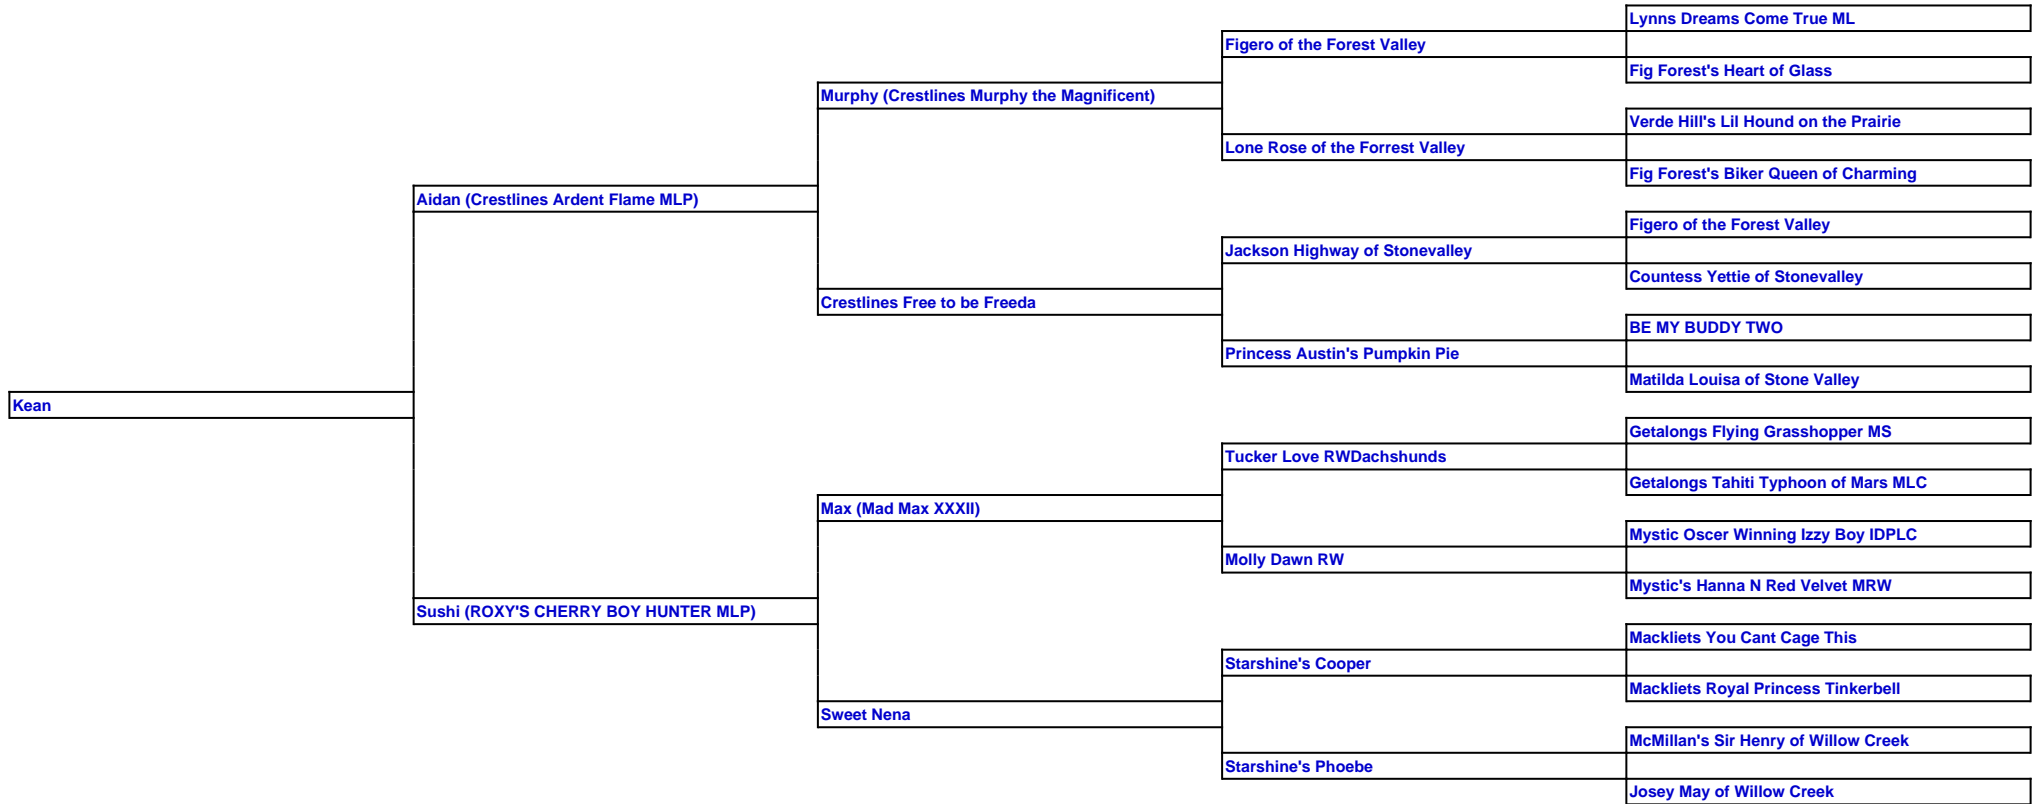 Lynns Dreams Come True ML
Figero of the Forest Valley
Fig Forest's Heart of Glass
Murphy (Crestlines Murphy the Magnificent)
Verde Hill's Lil Hound on the Prairie
Lone Rose of the Forrest Valley
Fig Forest's Biker Queen of Charming
Aidan (Crestlines Ardent Flame MLP)
Figero of the Forest Valley
Jackson Highway of Stonevalley
Countess Yettie of Stonevalley
Crestlines Free to be Freeda
BE MY BUDDY TWO
Princess Austin's Pumpkin Pie
Matilda Louisa of Stone Valley
Kean
Getalongs Flying Grasshopper MS
Tucker Love RWDachshunds
Getalongs Tahiti Typhoon of Mars MLC
Max (Mad Max XXXII)
Mystic Oscer Winning Izzy Boy IDPLC
Molly Dawn RW
Mystic's Hanna N Red Velvet MRW
Sushi (ROXY'S CHERRY BOY HUNTER MLP)
Mackliets You Cant Cage This
Starshine's Cooper
Mackliets Royal Princess Tinkerbell
Sweet Nena
McMillan's Sir Henry of Willow Creek
Starshine's Phoebe
Josey May of Willow Creek